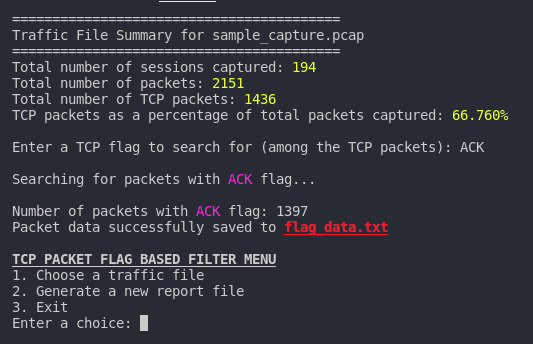 ========================================
Traffic File Summary for sample_capture.pcap
========================================
Total number of sessions captured: 194
Total number of packets: 2151
Total number of TCP packets: 1436
TCP packets as a percentage of total packets captured: 66.760%
Enter a TCP flag to search for (among the TCP packets): ACK
Searching for packets with ACK flag...
Number of packets with ACK flag: 1397
Packet data successfully saved to flag_data.txt
TCP PACKET FLAG BASED FILTER MENU
1. Choose a traffic file
2. Generate a new report file
3. Exit
Enter a choice: